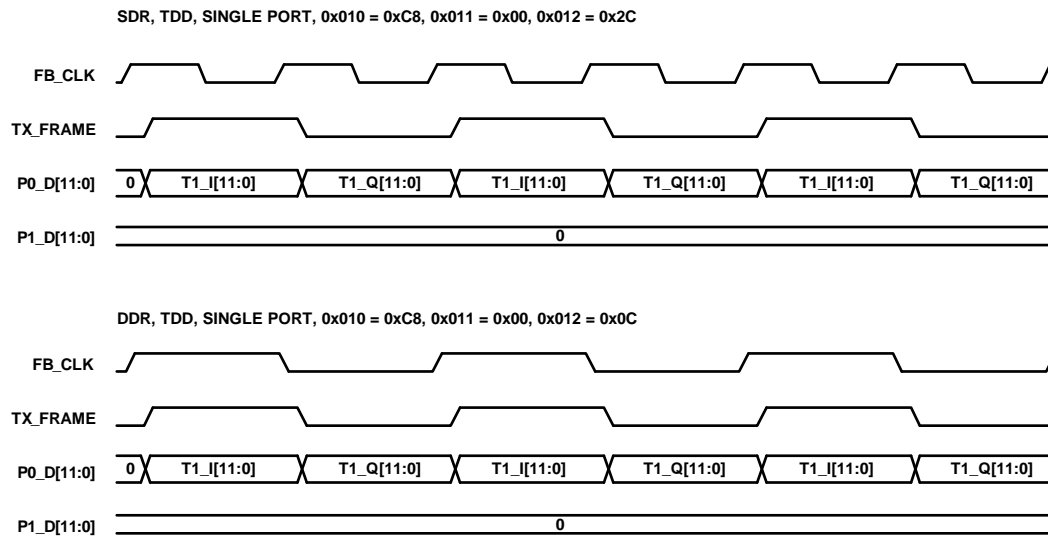 SDR, TDD, SINGLE PORT, 0x010 = 0xC8, 0x011 = 0x00, 0x012 = 0x2C
FB_CLK
TX_FRAME
P0_D[11:0] 0 T1_I[11:0] T1_Q[11:0] T1_I[11:0] T1_Q[11:0] T1_I[11:0] T1_Q[11:0]
P1_D[11:0] 0
DDR, TDD, SINGLE PORT, 0x010 = 0xC8, 0x011 = 0x00, 0x012 = 0x0C
FB_CLK
TX_FRAME
P0_D[11:0] 0 T1_I[11:0] T1_Q[11:0] T1_I[11:0] T1_Q[11:0] T1_I[11:0] T1_Q[11:0]
P1_D[11:0] 0